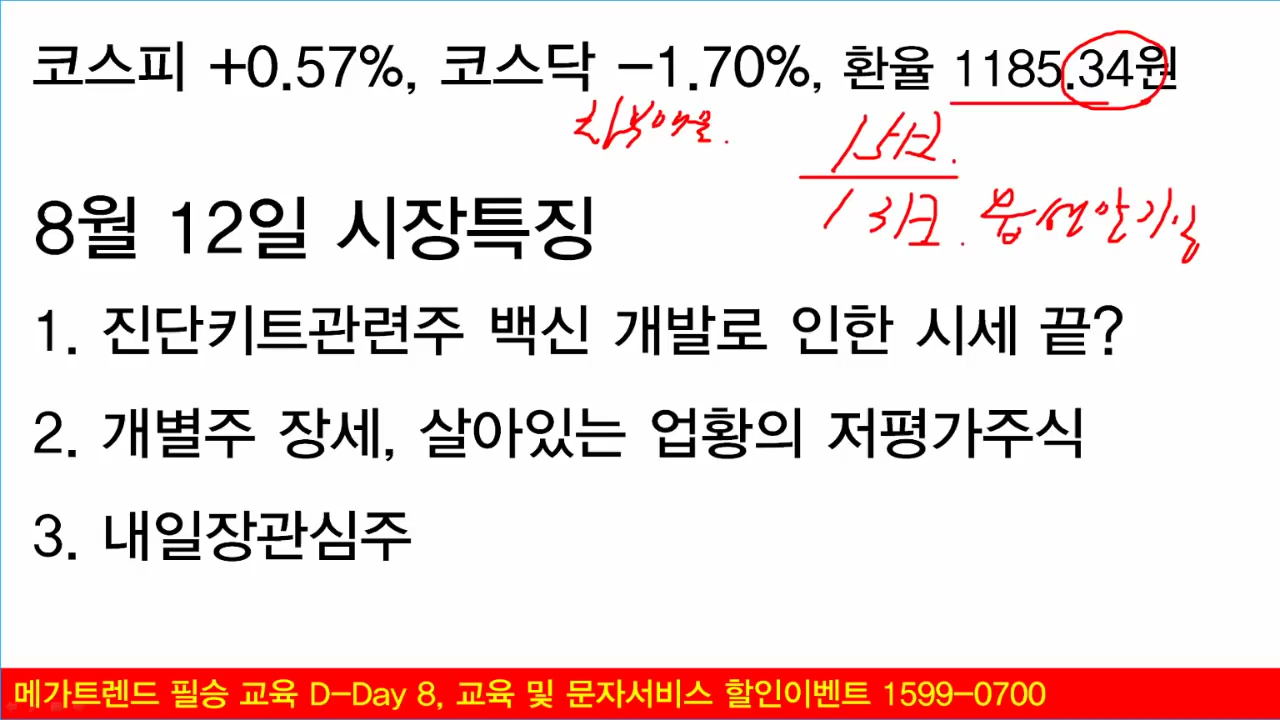 코스피 +0.57%, 코스닥 -1.70%, 환율 1185.34원
8월 12일 시장특징
1. 진단키트관련주 백신 개발로 인한 시세 끝?
2. 개별주 장세, 살아있는 업황의 저평가주식
3. 내일장관심주
메가트렌드 필승 교육 D-Day 8, 교육 및 문자서비스 할인이벤트 1599-0700